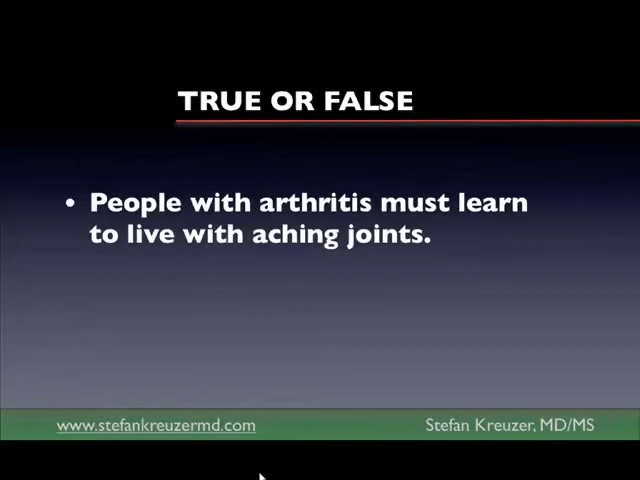 TRUE OR FALSE
• People with arthritis must learn
to live with aching joints.
www.stefankreuzermd.com
Stefan Kreuzer, MD/MS